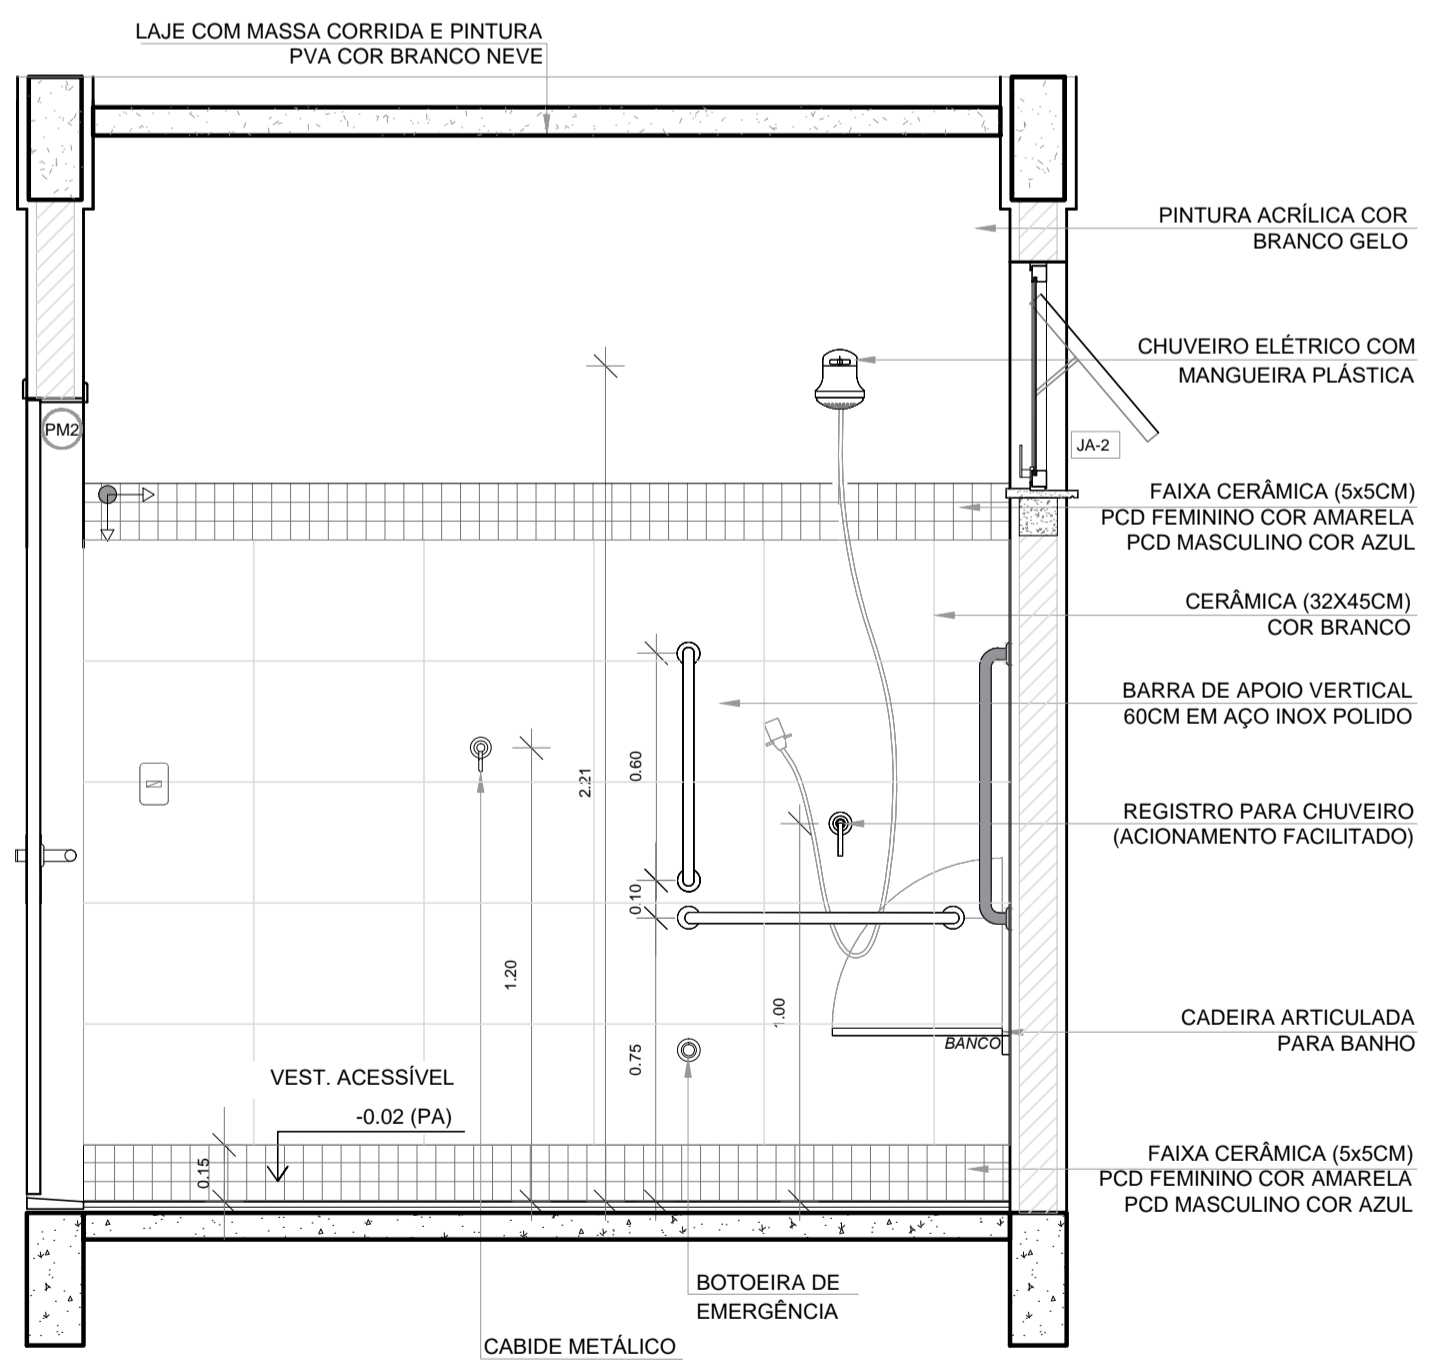 LAJE COM MASSA CORRIDA E PINTURA
PVA COR BRANCO NEVE
PINTURA ACRÍLICA COR
BRANCO GELO
CHUVEIRO ELÉTRICO COM
MANGUEIRA PLÁSTICA
PM2
JA-2
FAIXA CERÂMICA (5x5CM)
PCD FEMININO COR AMARELA
PCD MASCULINO COR AZUL
CERÂMICA (32X45CM)
COR BRANCO
BARRA DE APOIO VERTICAL
60CM EM AÇO INOX POLIDO
0.60
2.21
REGISTRO PARA CHUVEIRO
(ACIONAMENTO FACILITADO)
0.10
1.20
1.00
0.75
CADEIRA ARTICULADA
PARA BANHO
BANCO
VEST. ACESSÍVEL
-0.02 (PA)
0.15
FAIXA CERÂMICA (5x5CM)
PCD FEMININO COR AMARELA
PCD MASCULINO COR AZUL
BOTOEIRA DE
EMERGÊNCIA
CABIDE METÁLICO